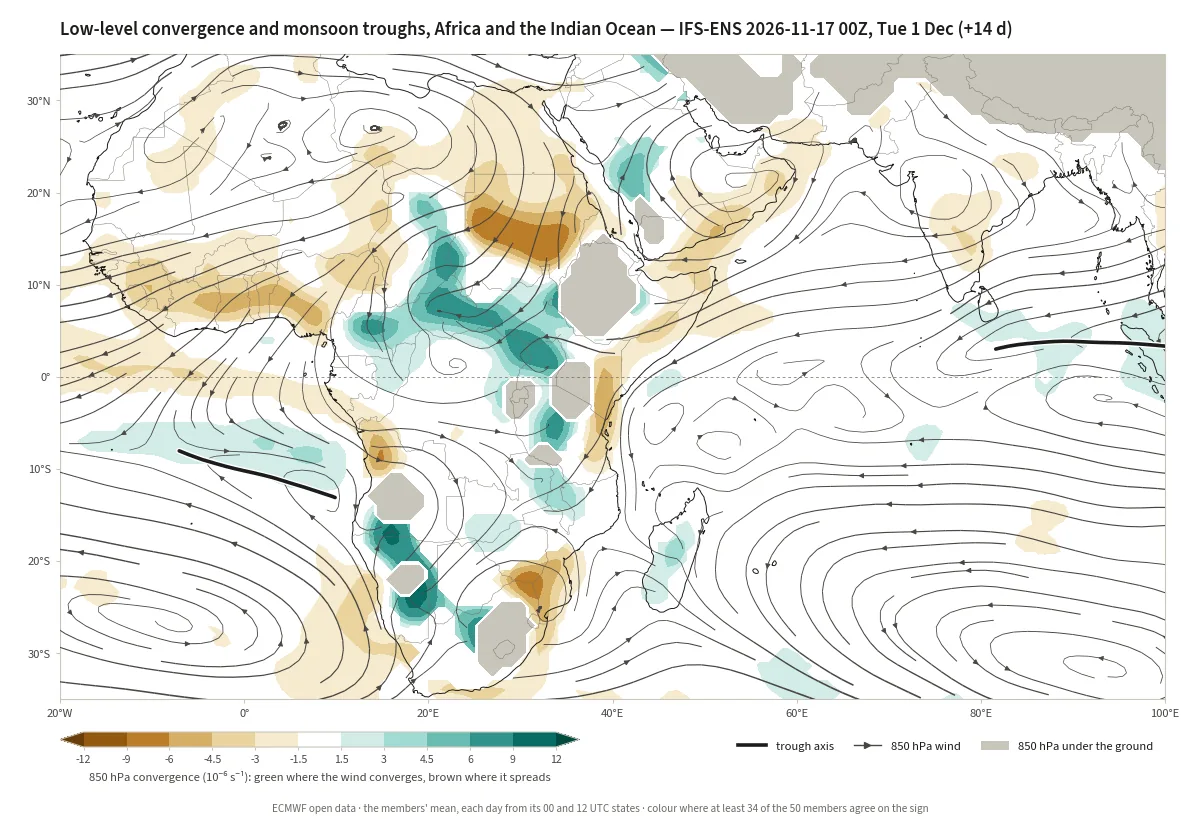 Low-level convergence and monsoon troughs, Africa and the Indian Ocean — IFS-ENS 2026-11-17 00Z, Tue 1 Dec (+14 d)
30°N
20°N
10°N
0°
10°S
20°S
30°S
20°W 0° 20°E 40°E 60°E 80°E 100°E
-12 -9 -6 -4.5 -3 -1.5 1.5 3 4.5 6 9 12
850 hPa convergence (10⁻⁶ s⁻¹): green where the wind converges, brown where it spreads
trough axis 850 hPa wind 850 hPa under the ground
ECMWF open data · the members' mean, each day from its 00 and 12 UTC states · colour where at least 34 of the 50 members agree on the sign